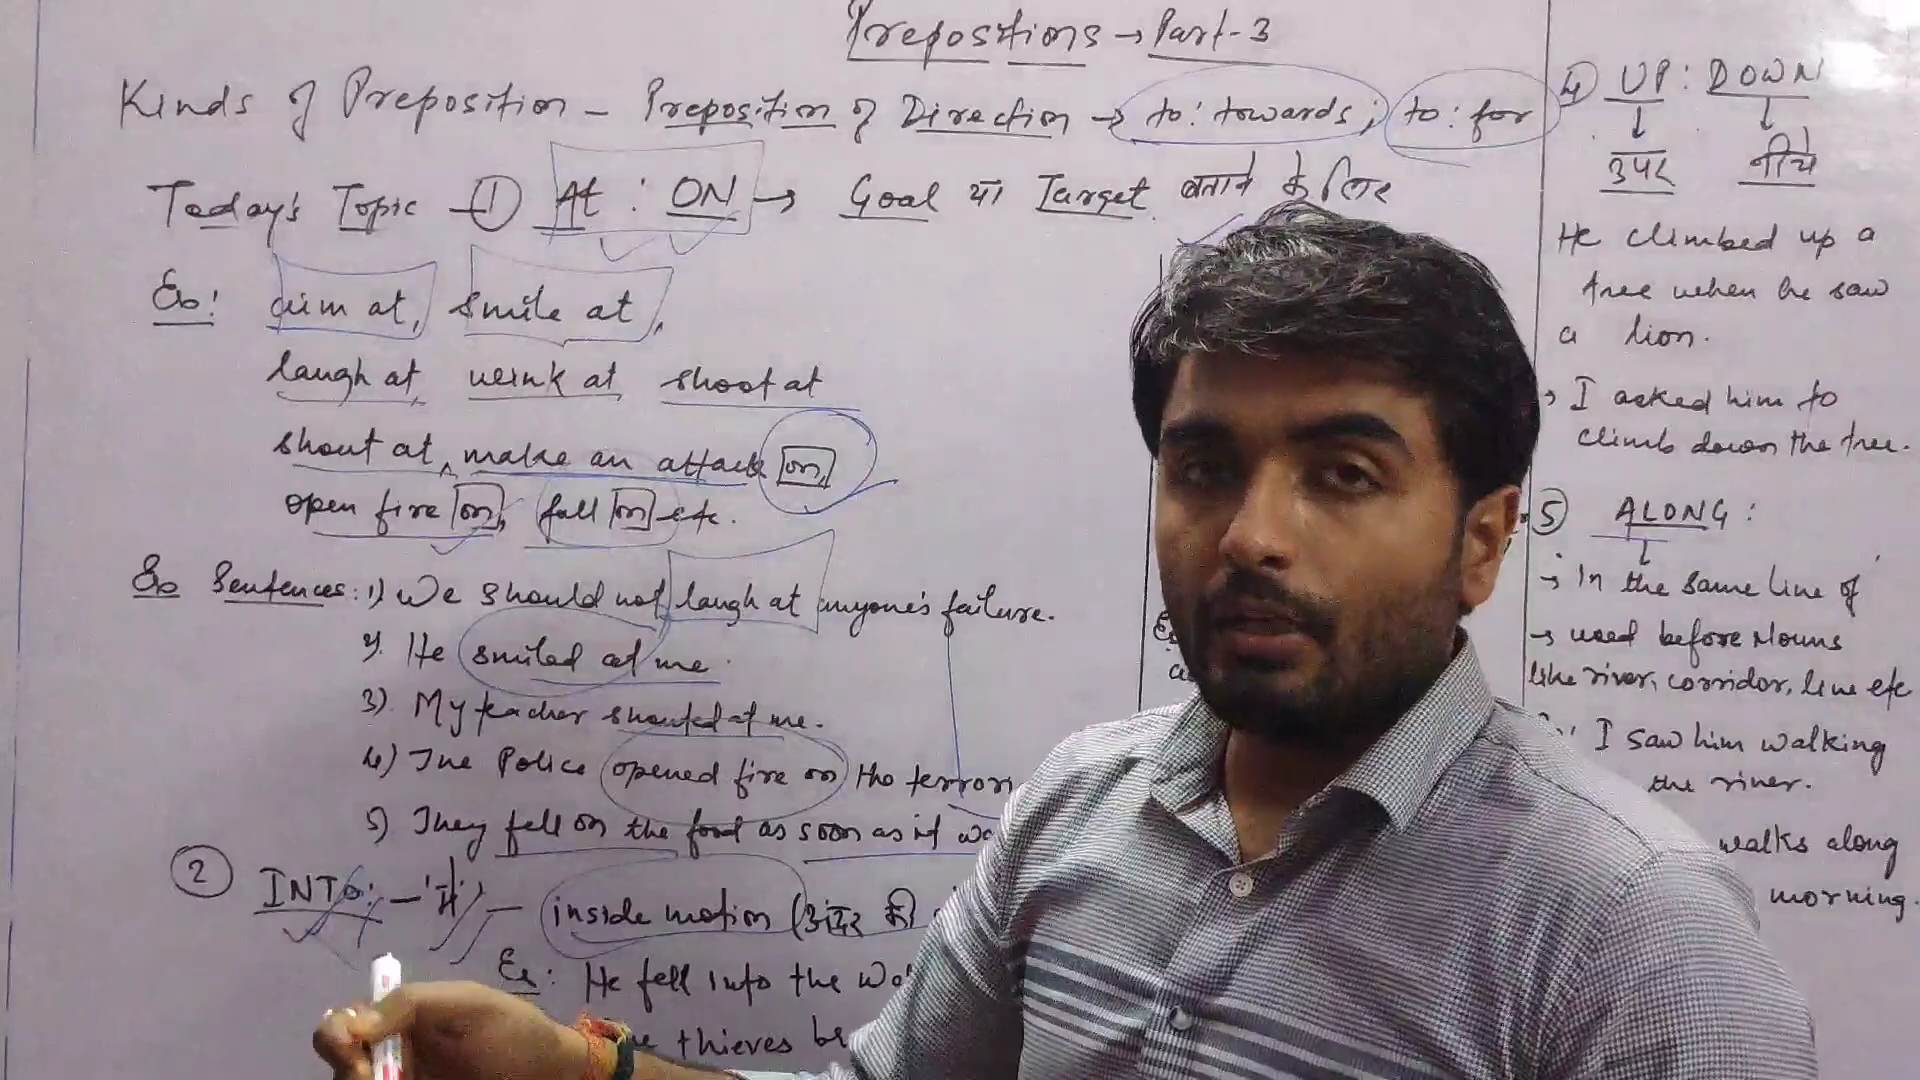 Prepositions → Part-3
Kinds of Preposition – Preposition of Direction → to : towards; to : for
Today's Topic – ① At : ON → Goal या Target बताने के लिए
Ex: aim at, smile at,
laugh at, wink at, shoot at
shout at, make an attack on,
open fire on, fall on etc.
Ex Sentences: 1) We should not laugh at anyone's failure.
2). He smiled at me.
3) My teacher shouted at me.
4) The Police opened fire on the terror
5) They fell on the food as soon as it
② INTO: – 'में' – inside motion (अंदर की
Ex: He fell into the
thieves
4) UP : DOWN
ऊपर नीचे
He climbed up a
tree when he saw
a lion.
→ I asked him to
climb down the tree.
⑤ ALONG :
→ In the same line of
→ used before Nouns
like river, corridor, line etc
I saw him walking
the river.
walks along
morning.